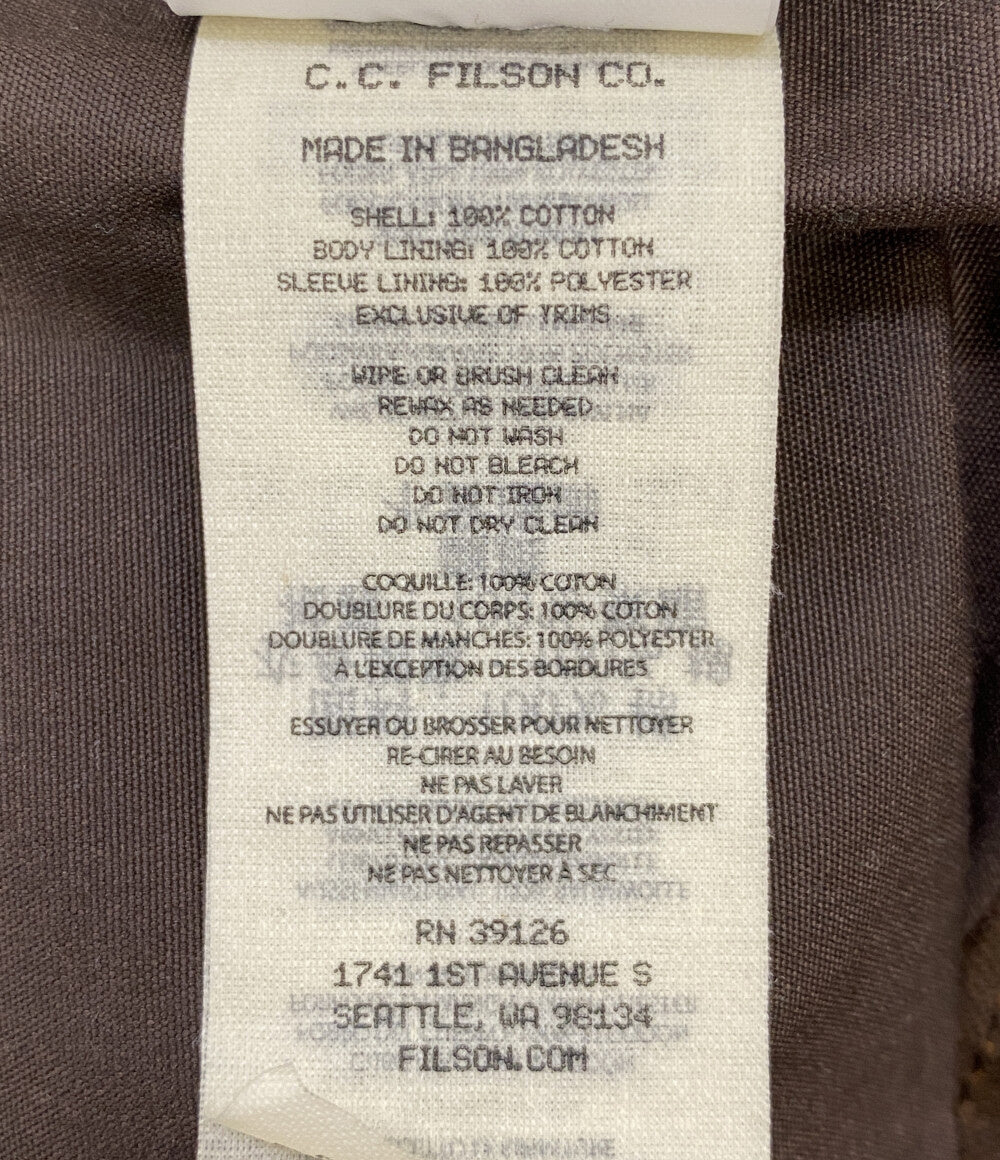 C.C. FILSON CO.
MADE IN BANGLADESH
SHELL: 100% COTTON
BODY LINING: 100% COTTON
SLEEVE LINING: 100% POLYESTER
EXCLUSIVE OF TRIMS
WIPE OR BRUSH CLEAN
REWAX AS NEEDED
DO NOT WASH
DO NOT BLEACH
DO NOT IRON
DO NOT DRY CLEAN
COQUILLE: 100% COTON
DOUBLURE DU CORPS: 100% COTON
DOUBLURE DE MANCHES: 100% POLYESTER
À L'EXCEPTION DES BORDURES
ESSUYER OU BROSSER POUR NETTOYER
RE-CIRER AU BESOIN
NE PAS LAVER
NE PAS UTILISER D'AGENT DE BLANCHIMENT
NE PAS REPASSER
NE PAS NETTOYER À SEC
RN 39126
1741 1ST AVENUE S
SEATTLE, WA 98134
FILSON.COM